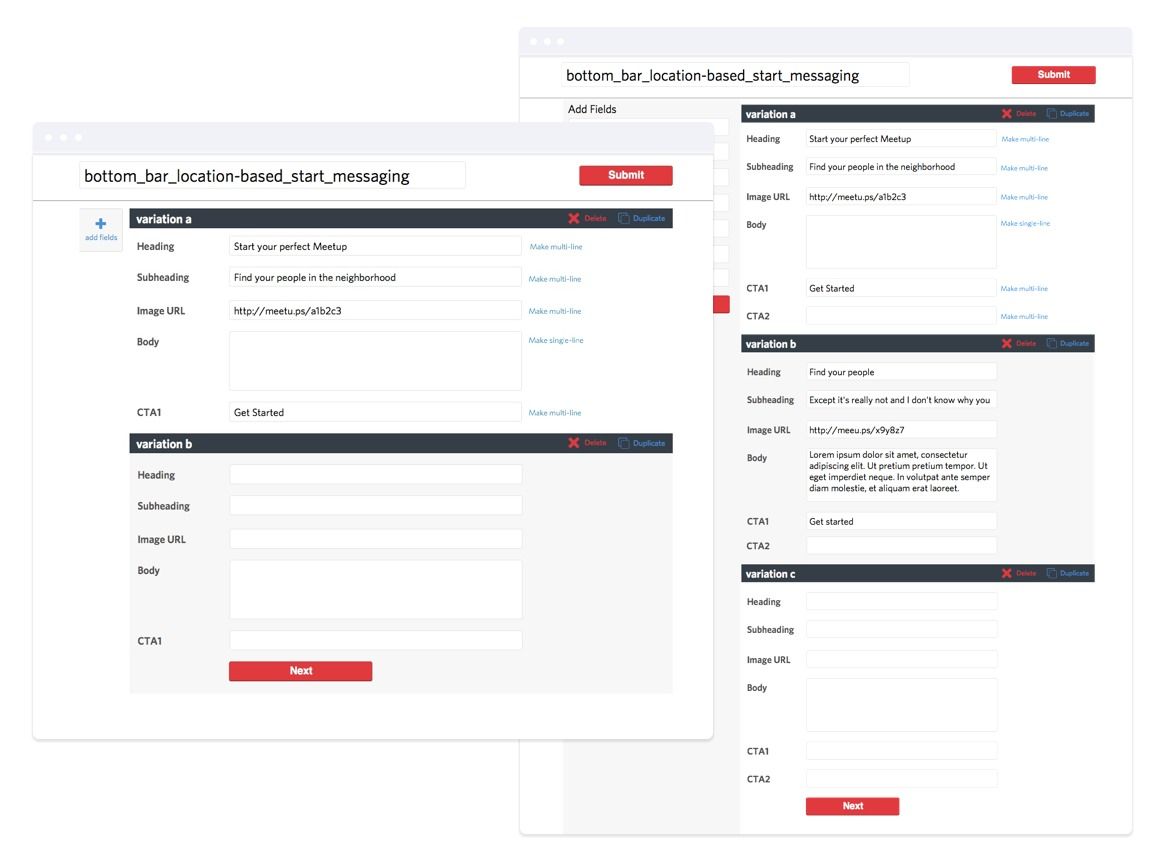 bottom_bar_location-based_start_messaging
Submit
add fields
variation a
Delete
Duplicate
Heading
Start your perfect Meetup
Make multi-line
Subheading
Find your people in the neighborhood
Make multi-line
Image URL
http://meetu.ps/a1b2c3
Make multi-line
Body
Make single-line
CTA1
Get Started
Make multi-line
variation b
Delete
Duplicate
Heading
Subheading
Image URL
Body
CTA1
Next
bottom_bar_location-based_start_messaging
Submit
Add Fields
variation a
Delete
Duplicate
Heading
Start your perfect Meetup
Make multi-line
Subheading
Find your people in the neighborhood
Make multi-line
Image URL
http://meetu.ps/a1b2c3
Make multi-line
Body
Make single-line
CTA1
Get Started
Make multi-line
CTA2
Make multi-line
variation b
Delete
Duplicate
Heading
Find your people
Subheading
Except it's really not and I don't know why you
Image URL
http://meeu.ps/x9y8z7
Body
Lorem ipsum dolor sit amet, consectetur
adipiscing elit. Ut pretium pretium tempor. Ut
eget imperdiet neque. In volutpat ante semper
diam molestie, et aliquam erat laoreet.
CTA1
Get started
CTA2
variation c
Delete
Duplicate
Heading
Subheading
Image URL
Body
CTA1
CTA2
Next